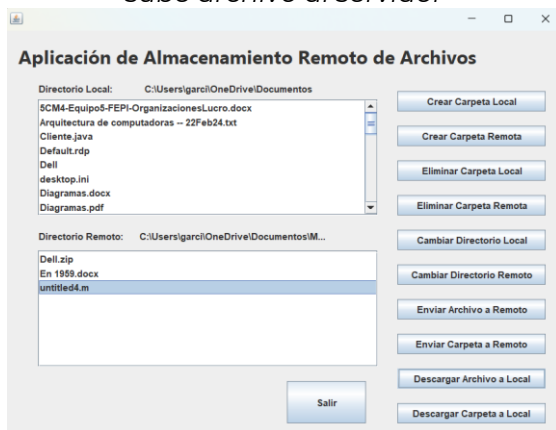 Sube archivo al servidor
Aplicación de Almacenamiento Remoto de Archivos
Directorio Local: C:\Users\garci\OneDrive\Documentos
5CM4-Equipo5-FEPI-OrganizacionesLucro.docx
Arquitectura de computadoras -- 22Feb24.txt
Cliente.java
Default.rdp
Dell
desktop.ini
Diagramas.docx
Diagramas.pdf
Directorio Remoto: C:\Users\garci\OneDrive\Documentos\M...
Dell.zip
En 1959.docx
untitled4.m
Crear Carpeta Local
Crear Carpeta Remota
Eliminar Carpeta Local
Eliminar Carpeta Remota
Cambiar Directorio Local
Cambiar Directorio Remoto
Enviar Archivo a Remoto
Enviar Carpeta a Remoto
Descargar Archivo a Local
Descargar Carpeta a Local
Salir